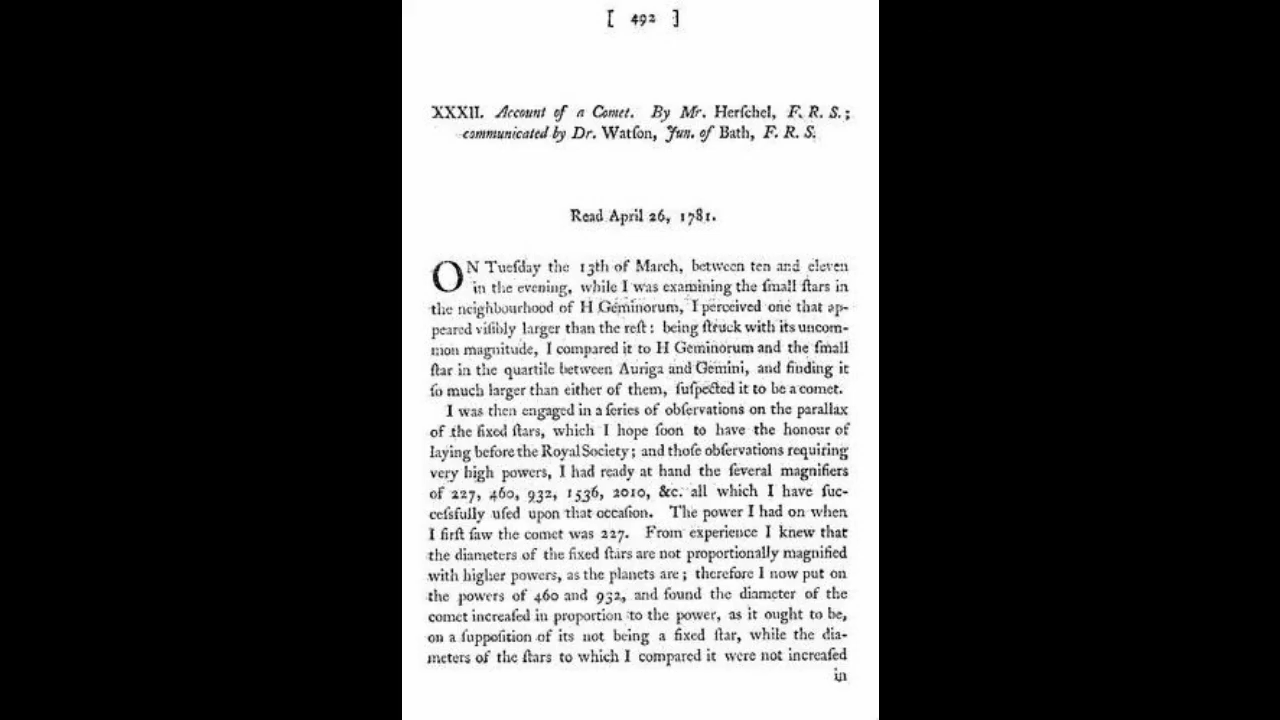 [ 492 ]
XXXII. Account of a Comet. By Mr. Herſchel, F. R. S.;
communicated by Dr. Watſon, Jun. of Bath, F. R. S.
Read April 26, 1781.
ON Tueſday the 13th of March, between ten and eleven
in the evening, while I was examining the ſmall ſtars in
the neighbourhood of H Geminorum, I perceived one that ap-
peared viſibly larger than the reſt: being ſtruck with its uncom-
mon magnitude, I compared it to H Geminorum and the ſmall
ſtar in the quartile between Auriga and Gemini, and finding it
ſo much larger than either of them, ſuſpected it to be a comet.
I was then engaged in a ſeries of obſervations on the parallax
of the fixed ſtars, which I hope ſoon to have the honour of
laying before the Royal Society; and thoſe obſervations requiring
very high powers, I had ready at hand the ſeveral magnifiers
of 227, 460, 932, 1536, 2010, &c. all which I have ſuc-
ceſsfully uſed upon that occaſion. The power I had on when
I firſt ſaw the comet was 227. From experience I knew that
the diameters of the fixed ſtars are not proportionally magnified
with higher powers, as the planets are; therefore I now put on
the powers of 460 and 932, and found the diameter of the
comet increaſed in proportion to the power, as it ought to be,
on a ſuppoſition of its not being a fixed ſtar, while the dia-
meters of the ſtars to which I compared it were not increaſed
in